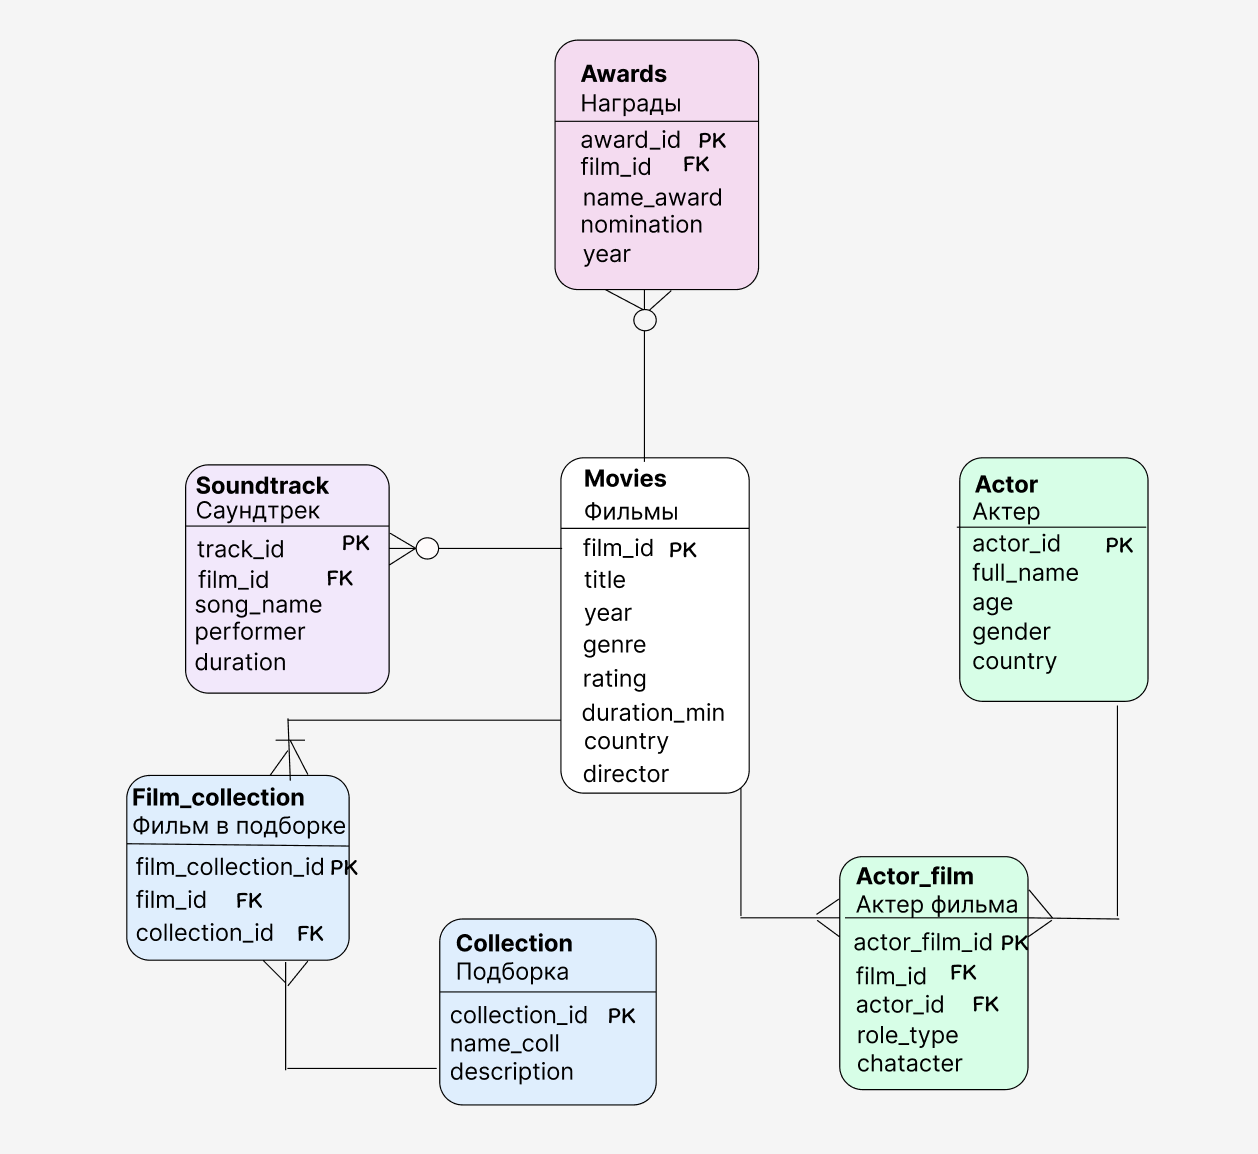 Awards
Награды
award_id PK
film_id FK
name_award
nomination
year
Soundtrack
Саундтрек
track_id PK
film_id FK
song_name
performer
duration
Movies
Фильмы
film_id PK
title
year
genre
rating
duration_min
country
director
Actor
Актер
actor_id PK
full_name
age
gender
country
Film_collection
Фильм в подборке
film_collection_id PK
film_id FK
collection_id FK
Collection
Подборка
collection_id PK
name_coll
description
Actor_film
Актер фильма
actor_film_id PK
film_id FK
actor_id FK
role_type
chatacter